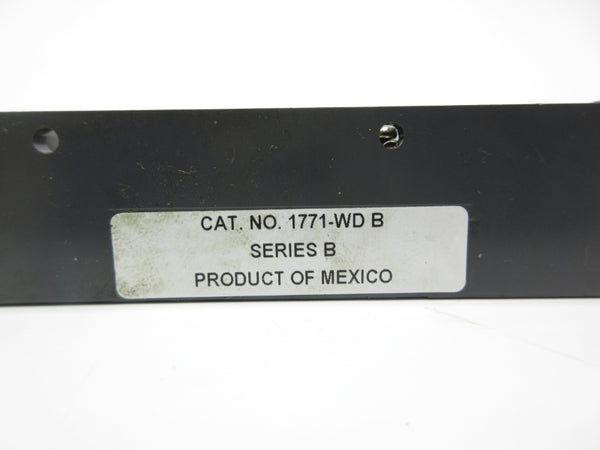 CAT. NO. 1771-WD B
SERIES B
PRODUCT OF MEXICO